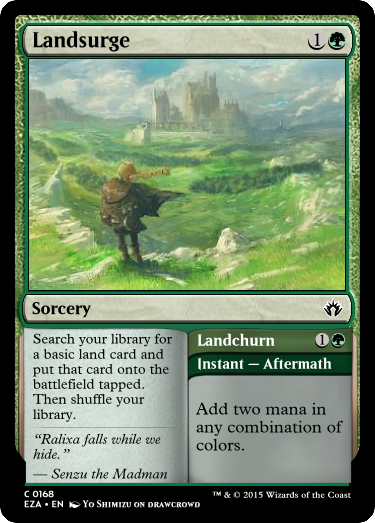 Landsurge 1
Sorcery
Search your library for
a basic land card and
put that card onto the
battlefield tapped.
Then shuffle your
library.
“Ralixa falls while we
hide.”
— Senzu the Madman
Landchurn 1
Instant — Aftermath
Add two mana in
any combination of
colors.
C 0168
EZA • EN Yo Shimizu on drawcrowd
™ & © 2015 Wizards of the Coast